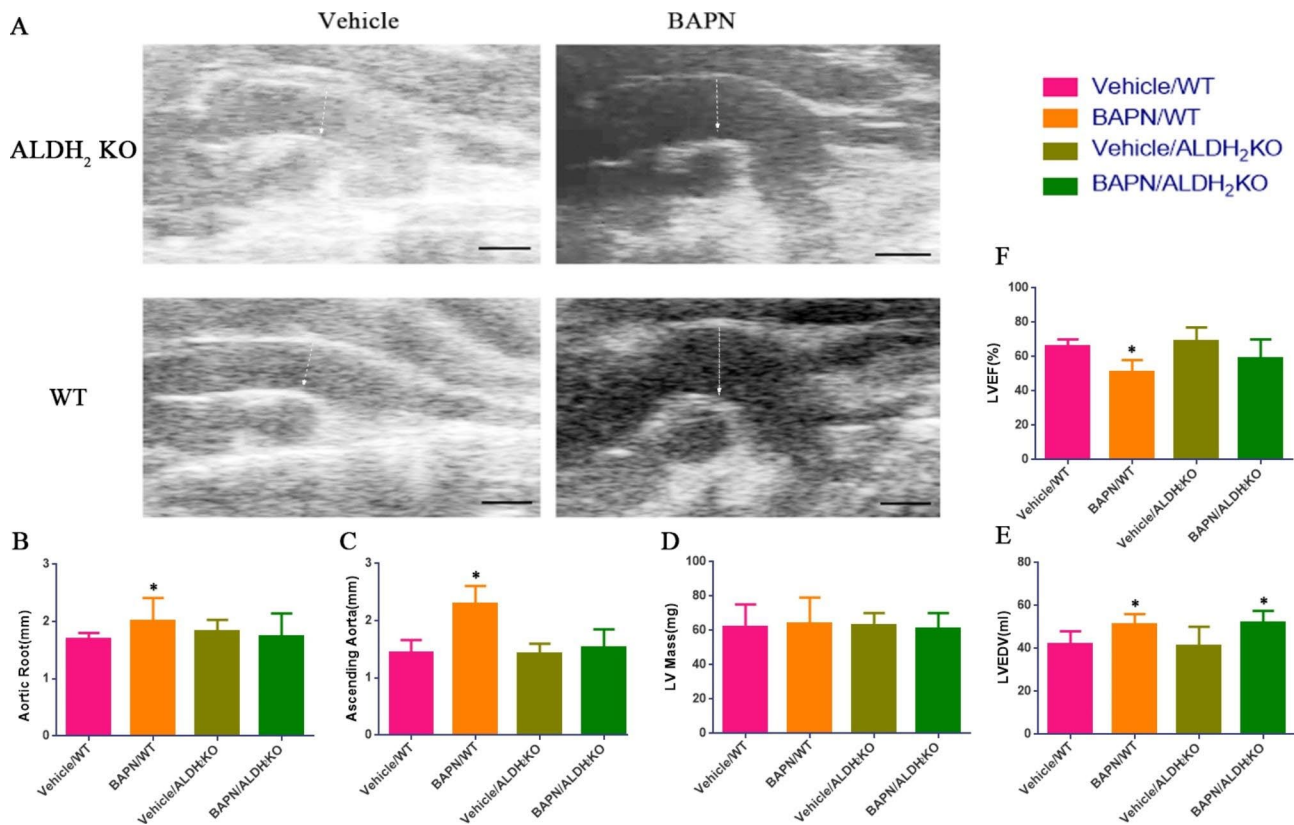 A
Vehicle
BAPN
ALDH₂ KO
WT
Vehicle/WT
BAPN/WT
Vehicle/ALDH₂KO
BAPN/ALDH₂KO
F
LVEF(%)
100
80
60
40
20
0
*
Vehicle/WT
BAPN/WT
Vehicle/ALDH₂KO
BAPN/ALDH₂KO
B
Aortic Root(mm)
3
2
1
0
*
Vehicle/WT
BAPN/WT
Vehicle/ALDH₂KO
BAPN/ALDH₂KO
C
Ascending Aorta(mm)
3
2
1
0
*
Vehicle/WT
BAPN/WT
Vehicle/ALDH₂KO
BAPN/ALDH₂KO
D
LV Mass(mg)
100
80
60
40
20
0
Vehicle/WT
BAPN/WT
Vehicle/ALDH₂KO
BAPN/ALDH₂KO
E
LVEDV(ml)
80
60
40
20
0
*
*
Vehicle/WT
BAPN/WT
Vehicle/ALDH₂KO
BAPN/ALDH₂KO